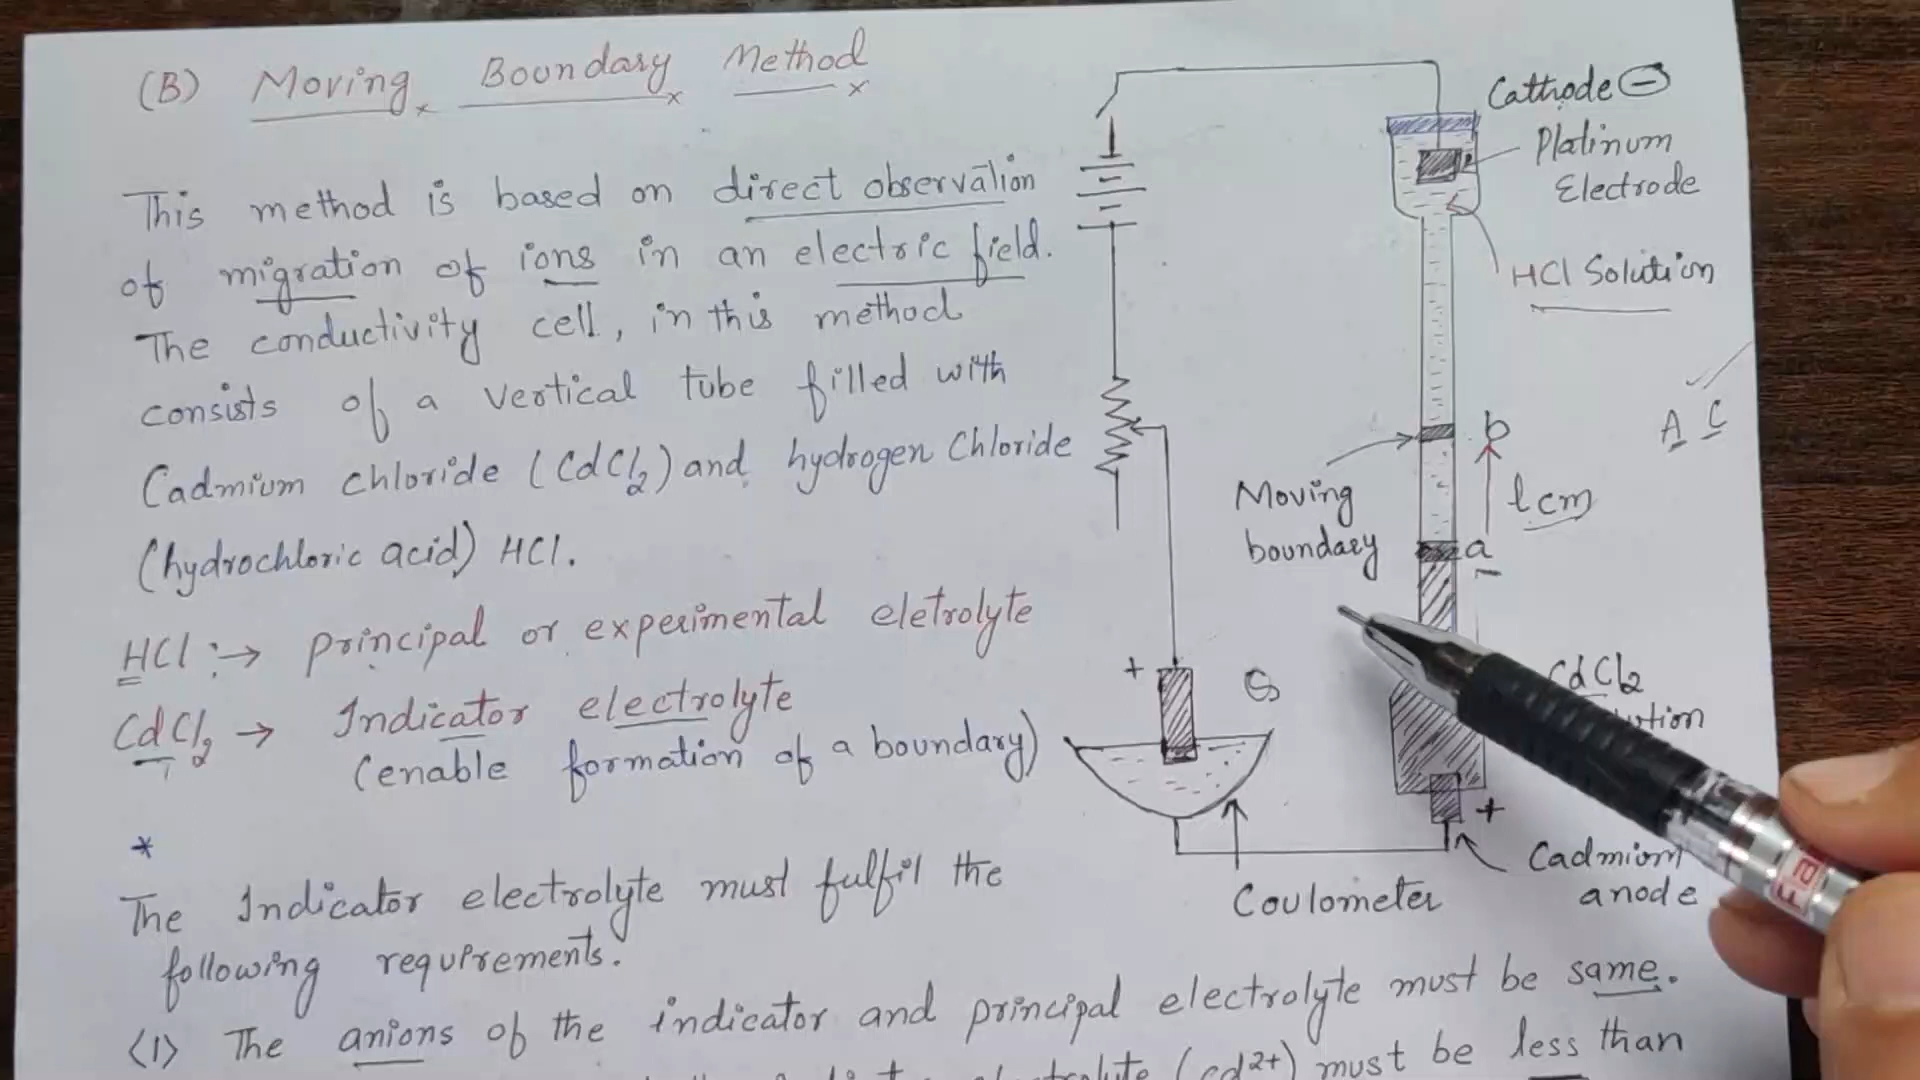 (B) Moving Boundary Method
This method is based on direct observation
of migration of ions in an electric field.
The conductivity cell, in this method
consists of a vertical tube filled with
Cadmium chloride (CdCl2) and hydrogen Chloride
(hydrochloric acid) HCl.
HCl :→ principal or experimental eletrolyte
CdCl2 → Indicator electrolyte
(enable formation of a boundary)
*
The Indicator electrolyte must fulfil the
following requirements.
(1) The anions of the indicator and principal electrolyte must be same.
(Cd2+) must be less than
Cathode ⊖
Platinum
Electrode
HCl Solution
A C
b
l cm
Moving
boundary
a
+
CdCl2
+
Coulometer
Cadmium
anode